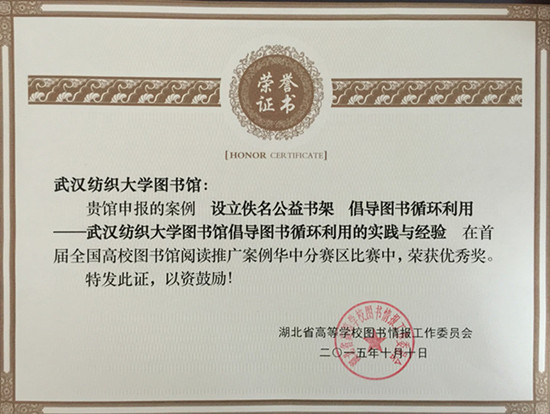 荣誉
证书
[HONOR CERTIFICATE]
武汉纺织大学图书馆：
贵馆申报的案例 设立佚名公益书架 倡导图书循环利用
——武汉纺织大学图书馆倡导图书循环利用的实践与经验 在首
届全国高校图书馆阅读推广案例华中分赛区比赛中，荣获优秀奖。
特发此证，以资鼓励！
湖北省高等学校图书情报工作委员会
二〇一五年十月十日